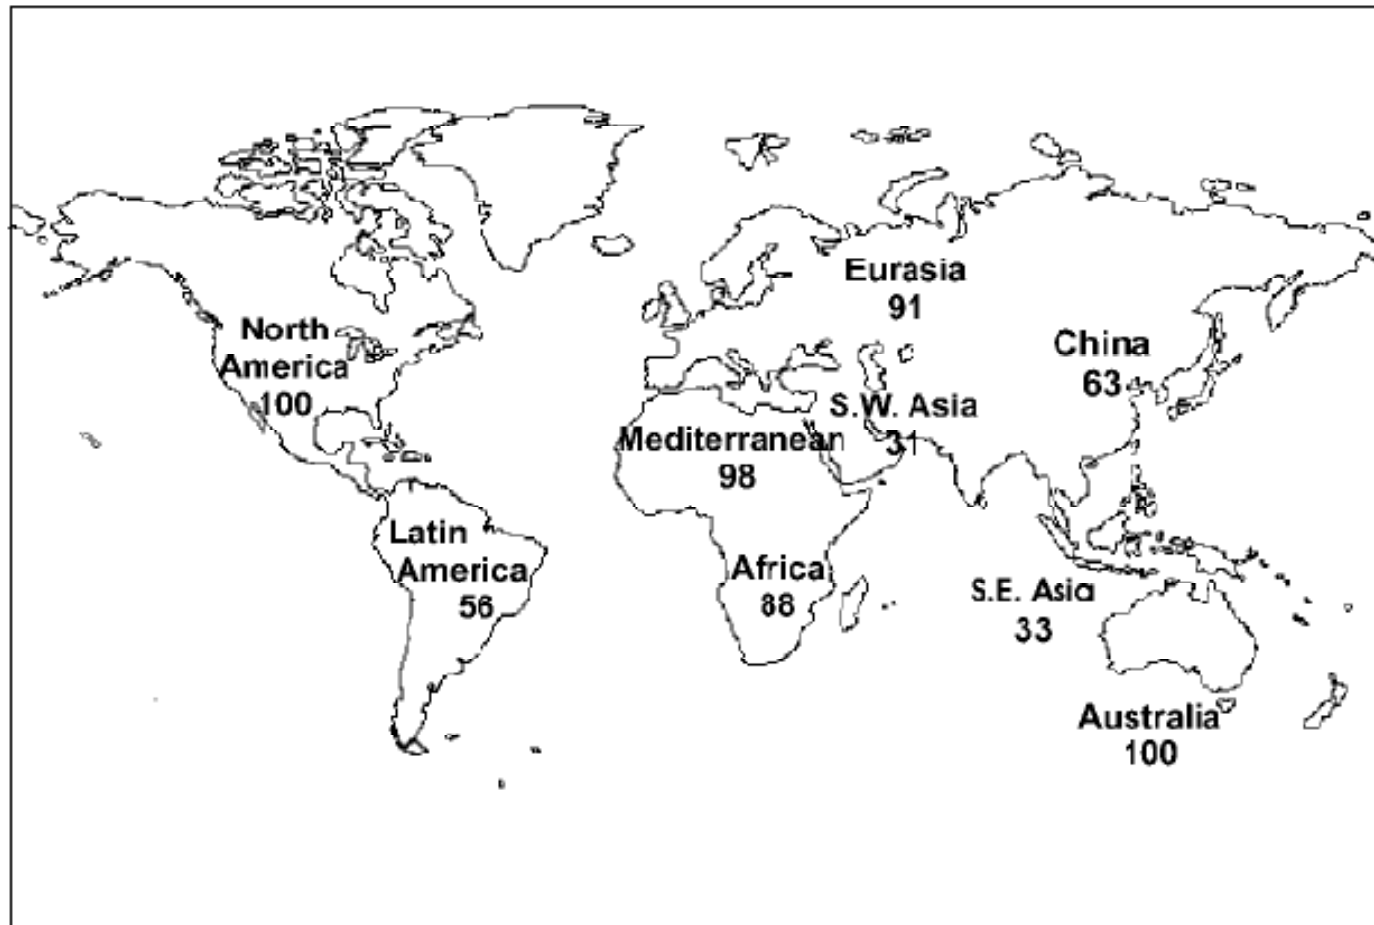 Eurasia
91
North
America
100
China
63
S.W. Asia
31
Mediterranean
98
Latin
America
56
Africa
88
S.E. Asia
33
Australia
100